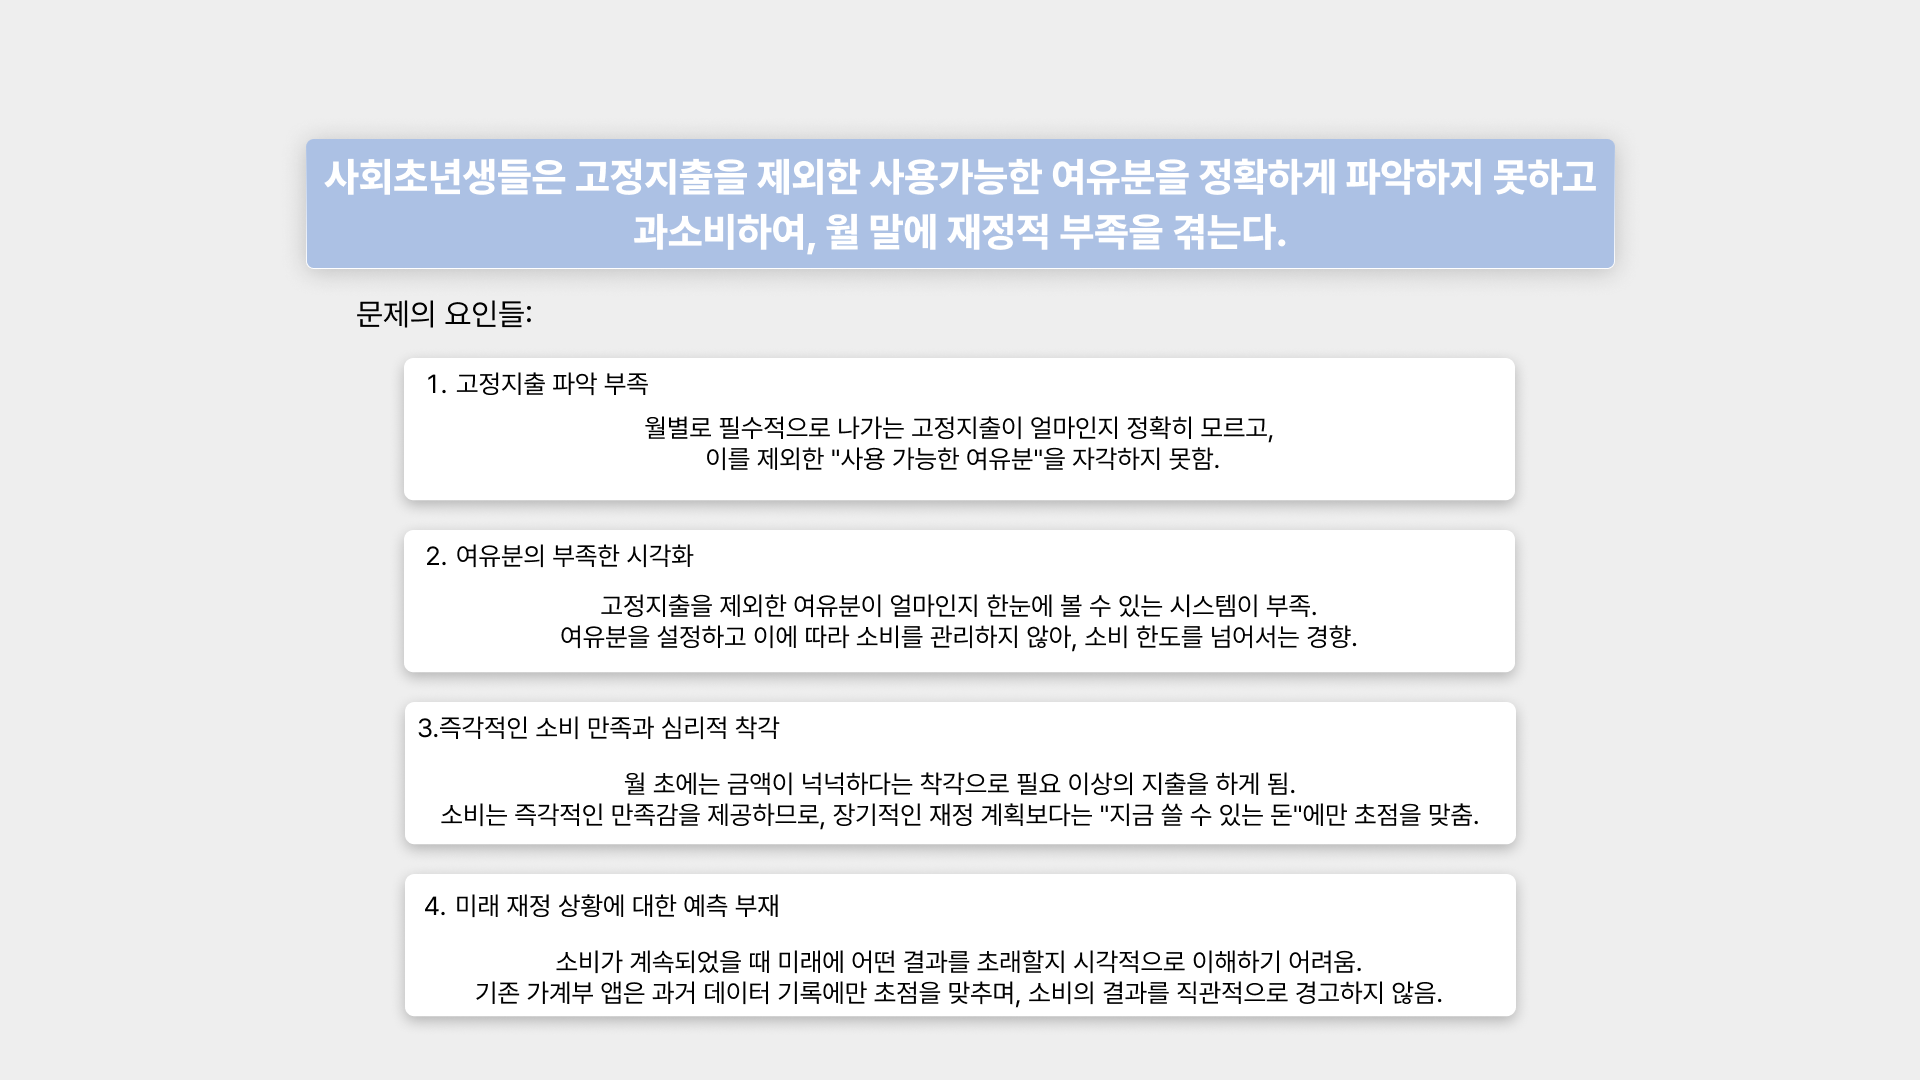 사회초년생들은 고정지출을 제외한 사용가능한 여유분을 정확하게 파악하지 못하고
과소비하여, 월 말에 재정적 부족을 겪는다.
문제의 요인들:
1. 고정지출 파악 부족
월별로 필수적으로 나가는 고정지출이 얼마인지 정확히 모르고,
이를 제외한 "사용 가능한 여유분"을 자각하지 못함.
2. 여유분의 부족한 시각화
고정지출을 제외한 여유분이 얼마인지 한눈에 볼 수 있는 시스템이 부족.
여유분을 설정하고 이에 따라 소비를 관리하지 않아, 소비 한도를 넘어서는 경향.
3.즉각적인 소비 만족과 심리적 착각
월 초에는 금액이 넉넉하다는 착각으로 필요 이상의 지출을 하게 됨.
소비는 즉각적인 만족감을 제공하므로, 장기적인 재정 계획보다는 "지금 쓸 수 있는 돈"에만 초점을 맞춤.
4. 미래 재정 상황에 대한 예측 부재
소비가 계속되었을 때 미래에 어떤 결과를 초래할지 시각적으로 이해하기 어려움.
기존 가계부 앱은 과거 데이터 기록에만 초점을 맞추며, 소비의 결과를 직관적으로 경고하지 않음.